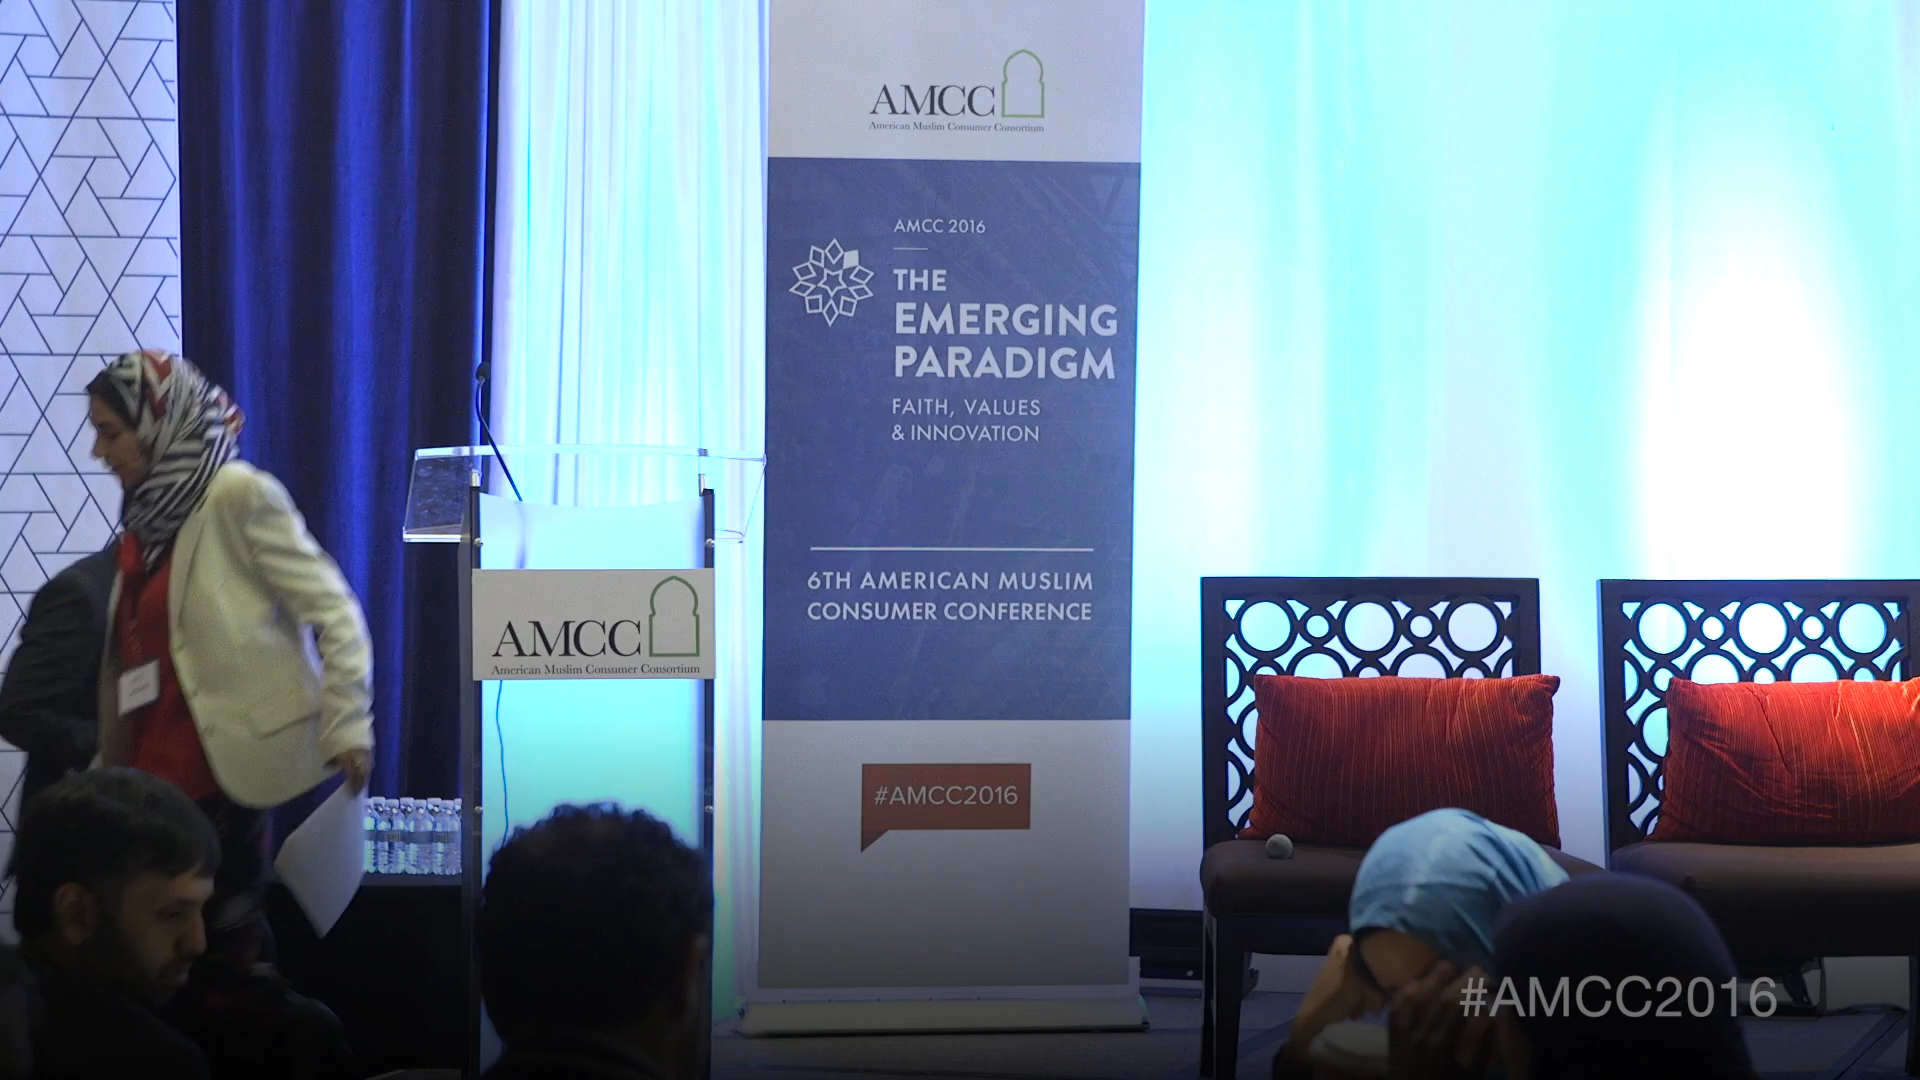 AMCC
American Muslim Consumer Consortium
AMCC 2016
THE
EMERGING
PARADIGM
FAITH, VALUES
& INNOVATION
6TH AMERICAN MUSLIM
CONSUMER CONFERENCE
#AMCC2016
AMCC
American Muslim Consumer Consortium
#AMCC2016